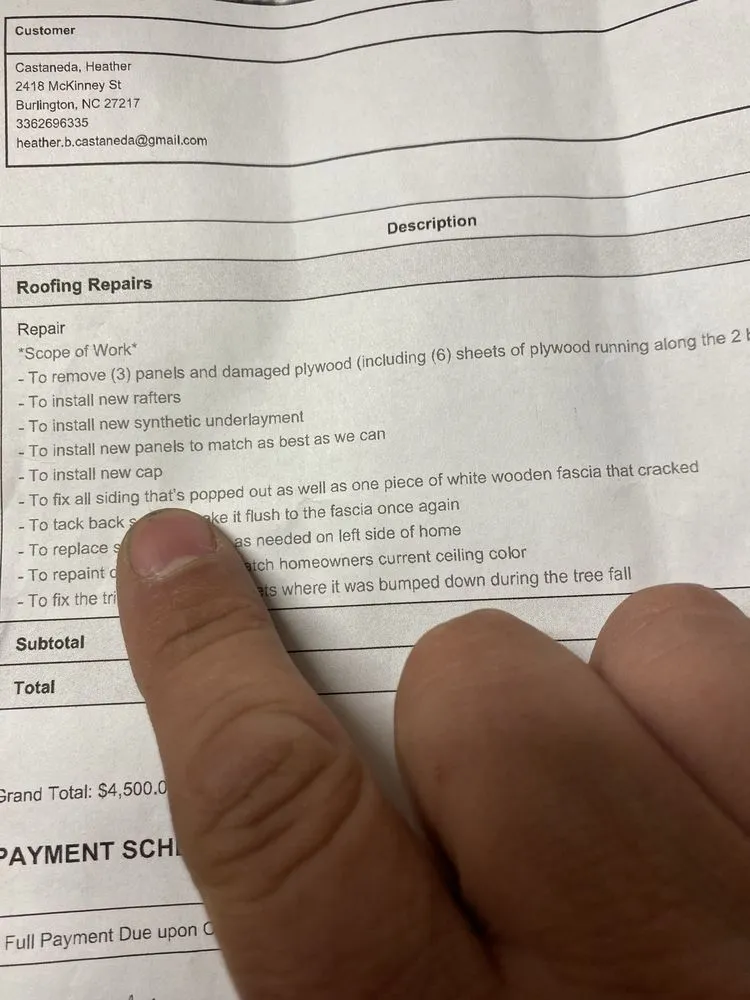 Customer
Castaneda, Heather
2418 McKinney St
Burlington, NC 27217
3362696335
heather.b.castaneda@gmail.com
Description
Roofing Repairs
Repair
*Scope of Work*
- To remove (3) panels and damaged plywood (including (6) sheets of plywood running along the 2
- To install new rafters
- To install new synthetic underlayment
- To install new panels to match as best as we can
- To install new cap
- To fix all siding that's popped out as well as one piece of white wooden fascia that cracked
- To tack back it flush to the fascia once again
- To replace as needed on left side of home
- To repaint homeowners current ceiling color
- To fix the where it was bumped down during the tree fall
Subtotal
Total
Grand Total: $4,500.0
PAYMENT
Full Payment Due upon